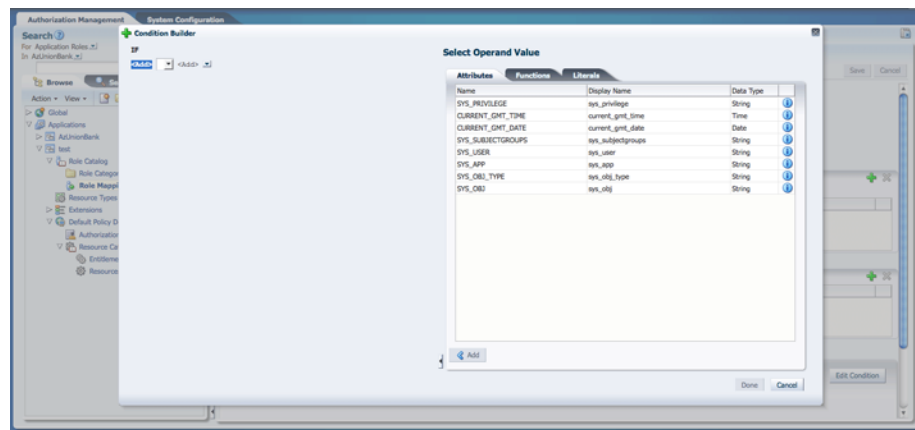 Authorization Management System Configuration
Search
For Application Roles
In AzUnionBank
Browse
Action View
Global
Applications
AzUnionBank
test
Role Catalog
Role Categor
Role Mappi
Resource Types
Extensions
Default Policy D
Authorization
Resource Ca
Entitleme
Resource
Condition Builder
IF
<Add> <Add>
Select Operand Value
Attributes Functions Literals
Name Display Name Data Type
SYS_PRIVILEGE sys_privilege String
CURRENT_GMT_TIME current_gmt_time Time
CURRENT_GMT_DATE current_gmt_date Date
SYS_SUBJECTGROUPS sys_subjectgroups String
SYS_USER sys_user String
SYS_APP sys_app String
SYS_OBJ_TYPE sys_obj_type String
SYS_OBJ sys_obj String
Add
Done Cancel
Save Cancel
Edit Condition